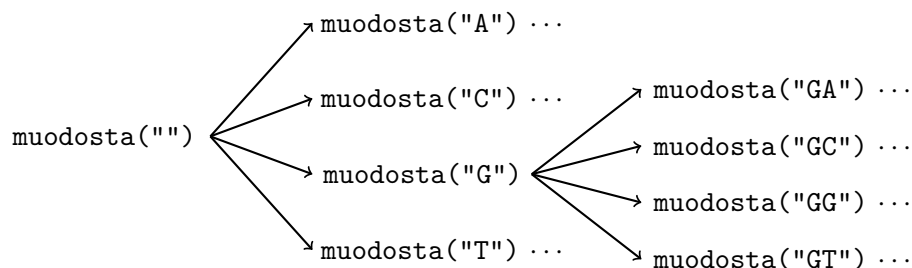 muodosta("")
muodosta("A") ···
muodosta("C") ···
muodosta("G")
muodosta("T") ···
muodosta("GA") ···
muodosta("GC") ···
muodosta("GG") ···
muodosta("GT") ···